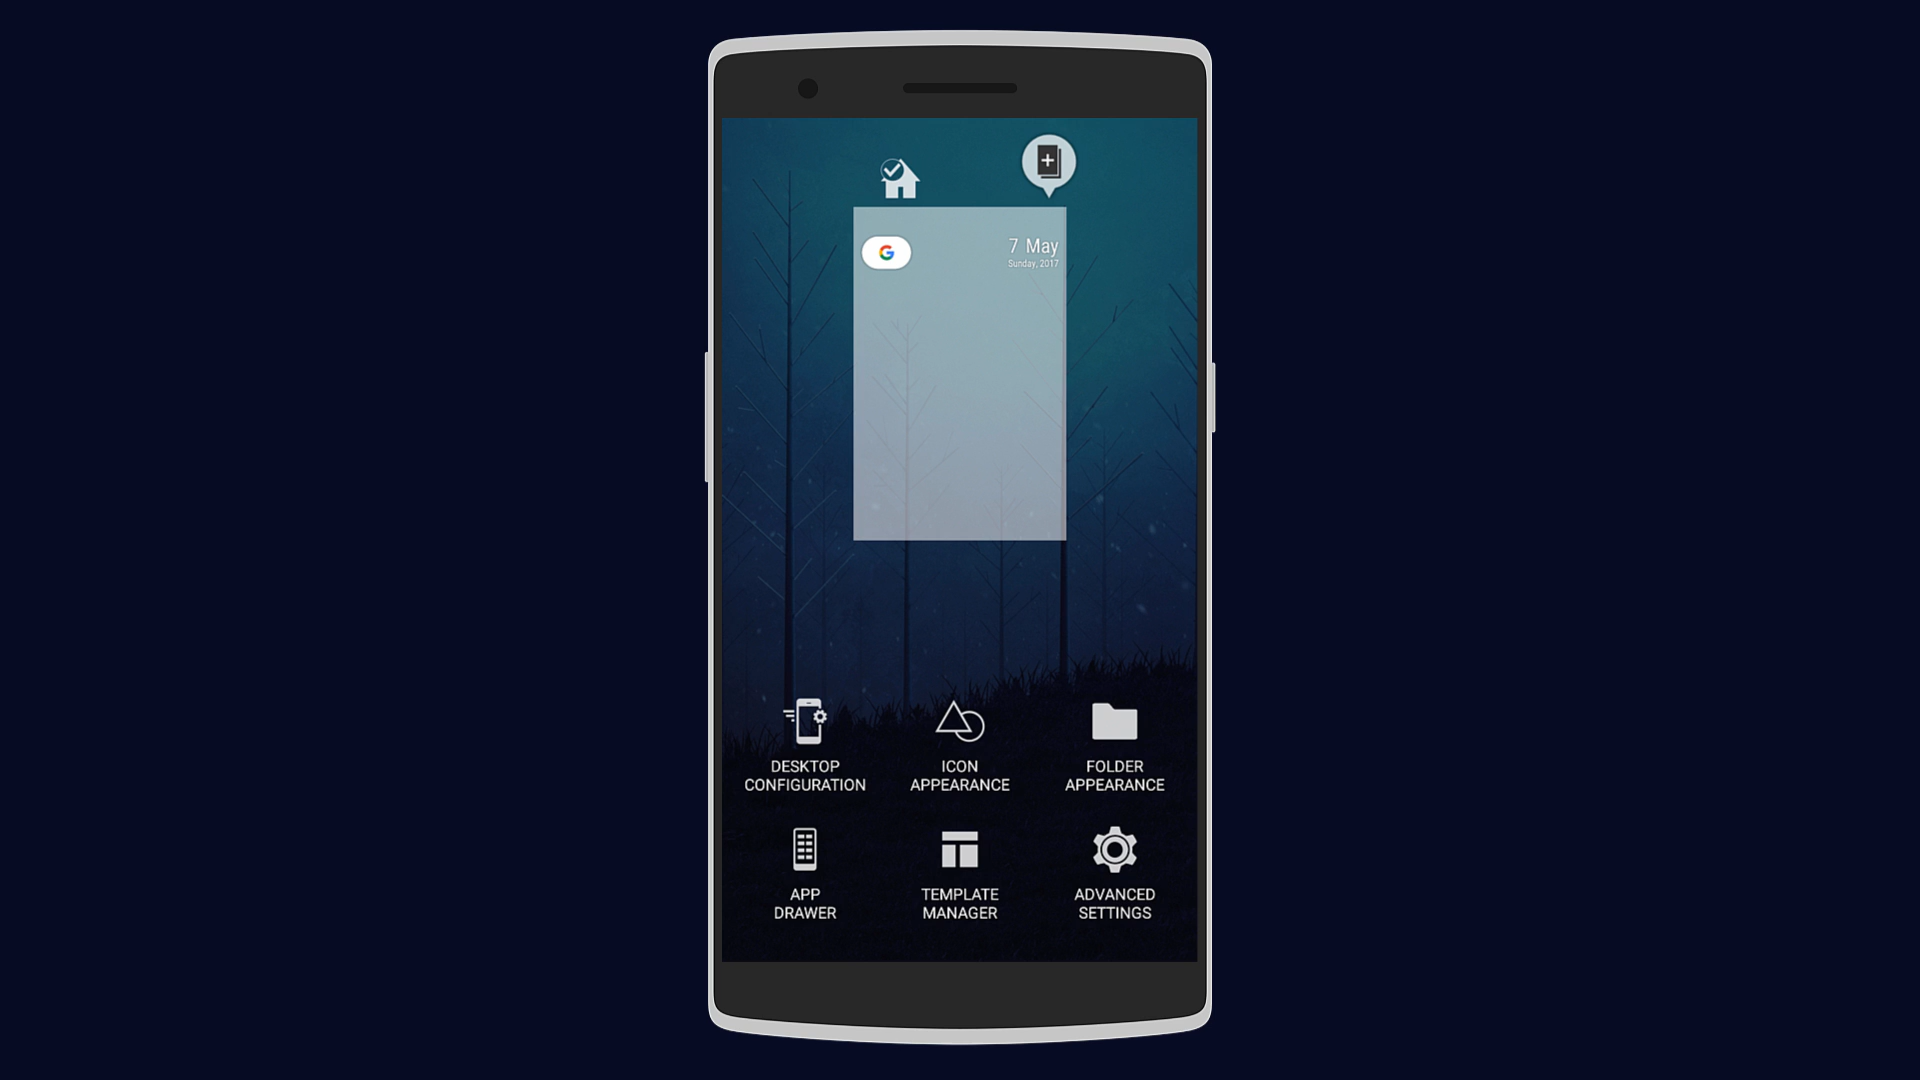 G
7 May
Sunday, 2017
DESKTOP
CONFIGURATION
ICON
APPEARANCE
FOLDER
APPEARANCE
APP
DRAWER
TEMPLATE
MANAGER
ADVANCED
SETTINGS